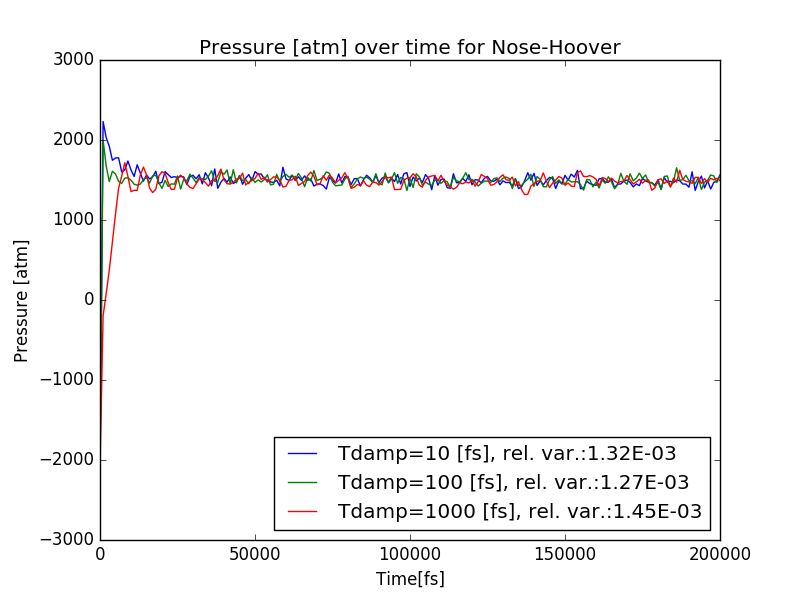 Pressure [atm] over time for Nose-Hoover
3000
2000
1000
0
−1000
−2000
−3000
Pressure [atm]
Tdamp=10 [fs], rel. var.:1.32E-03
Tdamp=100 [fs], rel. var.:1.27E-03
Tdamp=1000 [fs], rel. var.:1.45E-03
0 50000 100000 150000 200000
Time[fs]